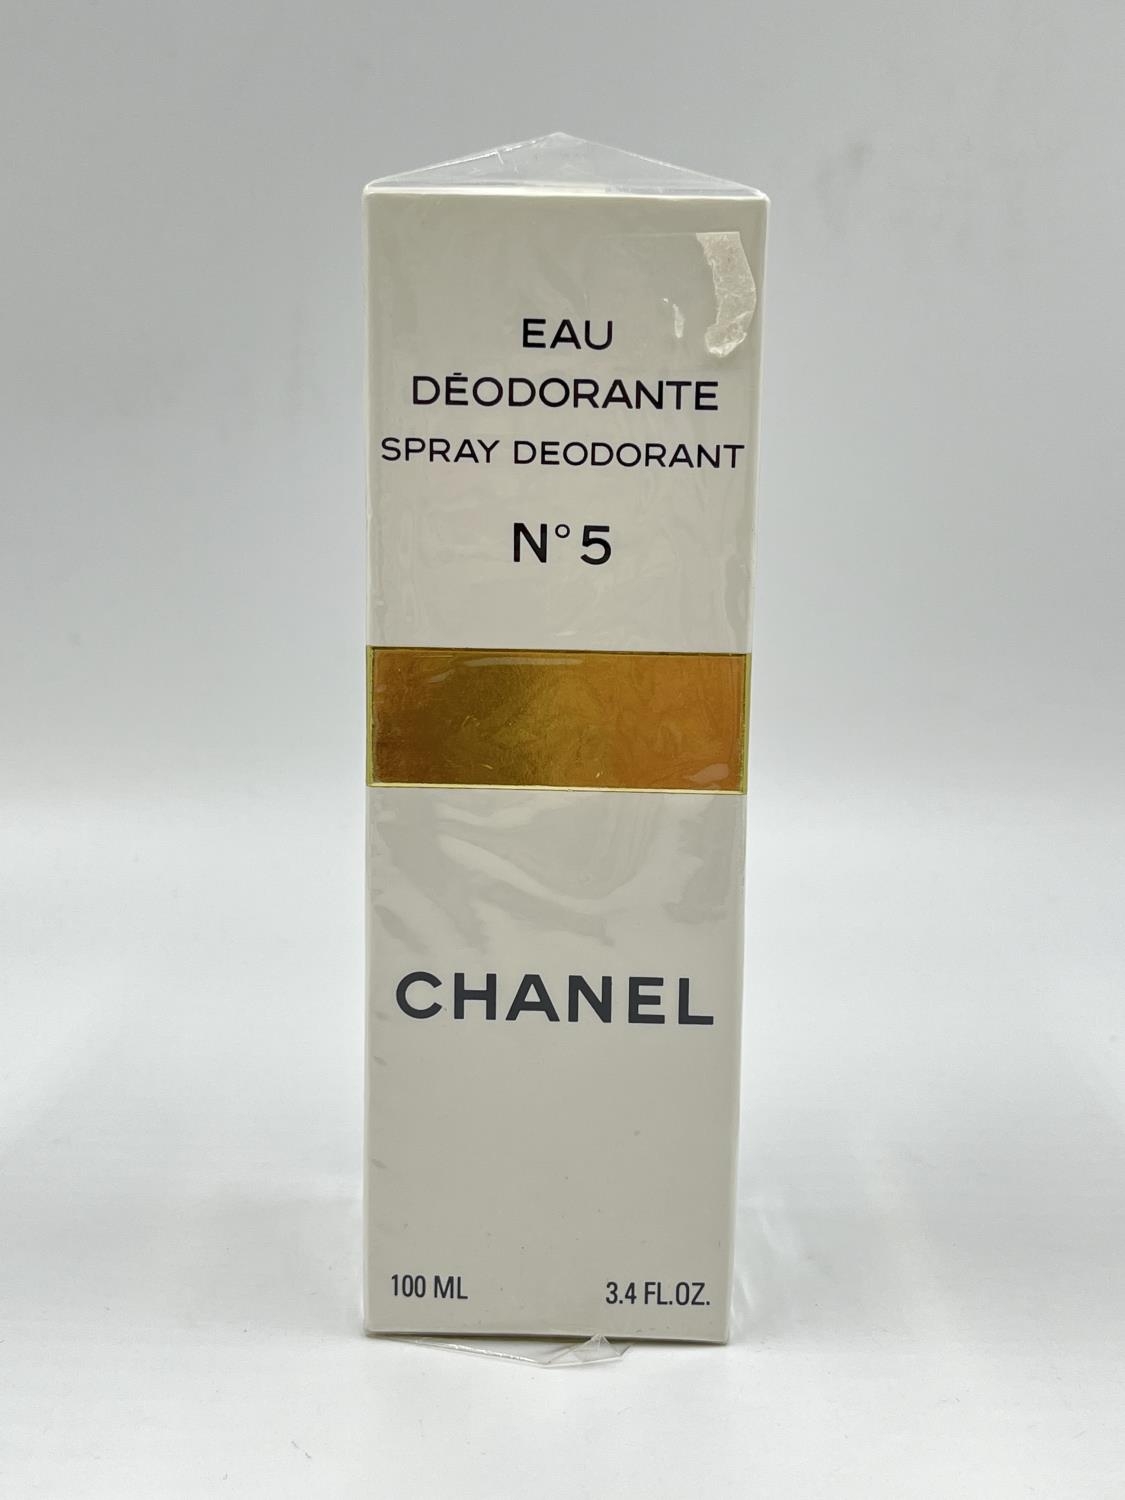 EAU
DÉODORANTE
SPRAY DEODORANT
N° 5
CHANEL
100 ML 3.4 FL.OZ.